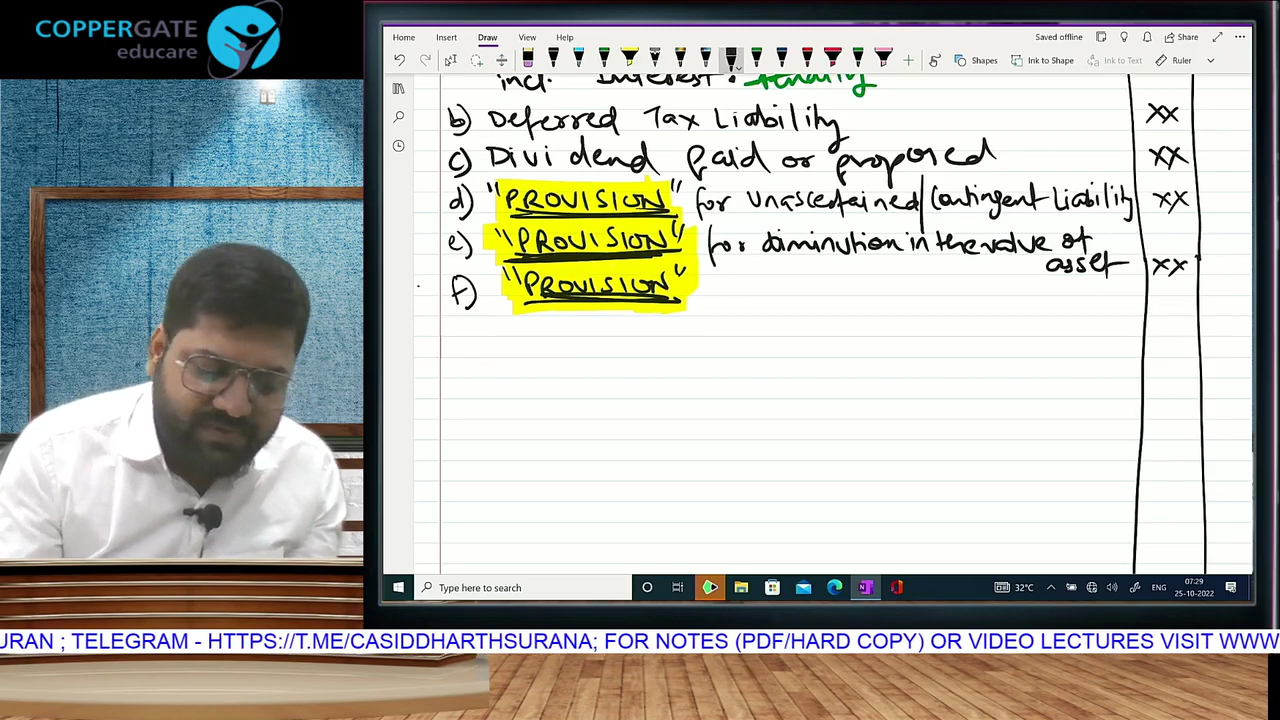 COPPERGATE
educare
Home Insert Draw View Help
Saved offline
Share
Shapes Ink to Shape Ink to Text Ruler
incl. Interest. Penalty
b) Deferred Tax Liability xx
c) Dividend paid or proposed xx
d) "PROVISION" for unascertained/contingent Liability xx
e) "PROVISION" for diminution in the value of
asset xx
f) "PROVISION"
Type here to search
32°C
ENG
07:29
25-10-2022
URAN ; TELEGRAM - HTTPS://T.ME/CASIDDHARTHSURANA; FOR NOTES (PDF/HARD COPY) OR VIDEO LECTURES VISIT WWW